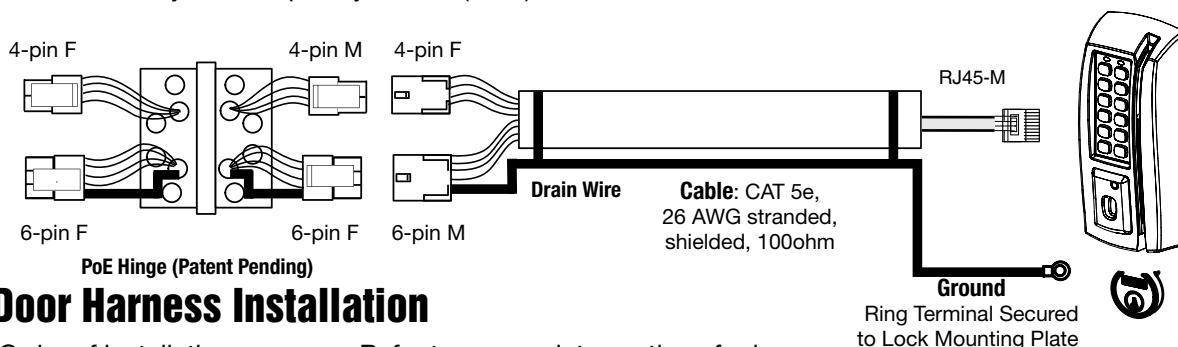 4-pin F
4-pin M
4-pin F
RJ45-M
6-pin F
6-pin F
6-pin M
Drain Wire
Cable: CAT 5e,
26 AWG stranded,
shielded, 100ohm
PoE Hinge (Patent Pending)
Ground
Ring Terminal Secured
to Lock Mounting Plate
Door Harness Installation